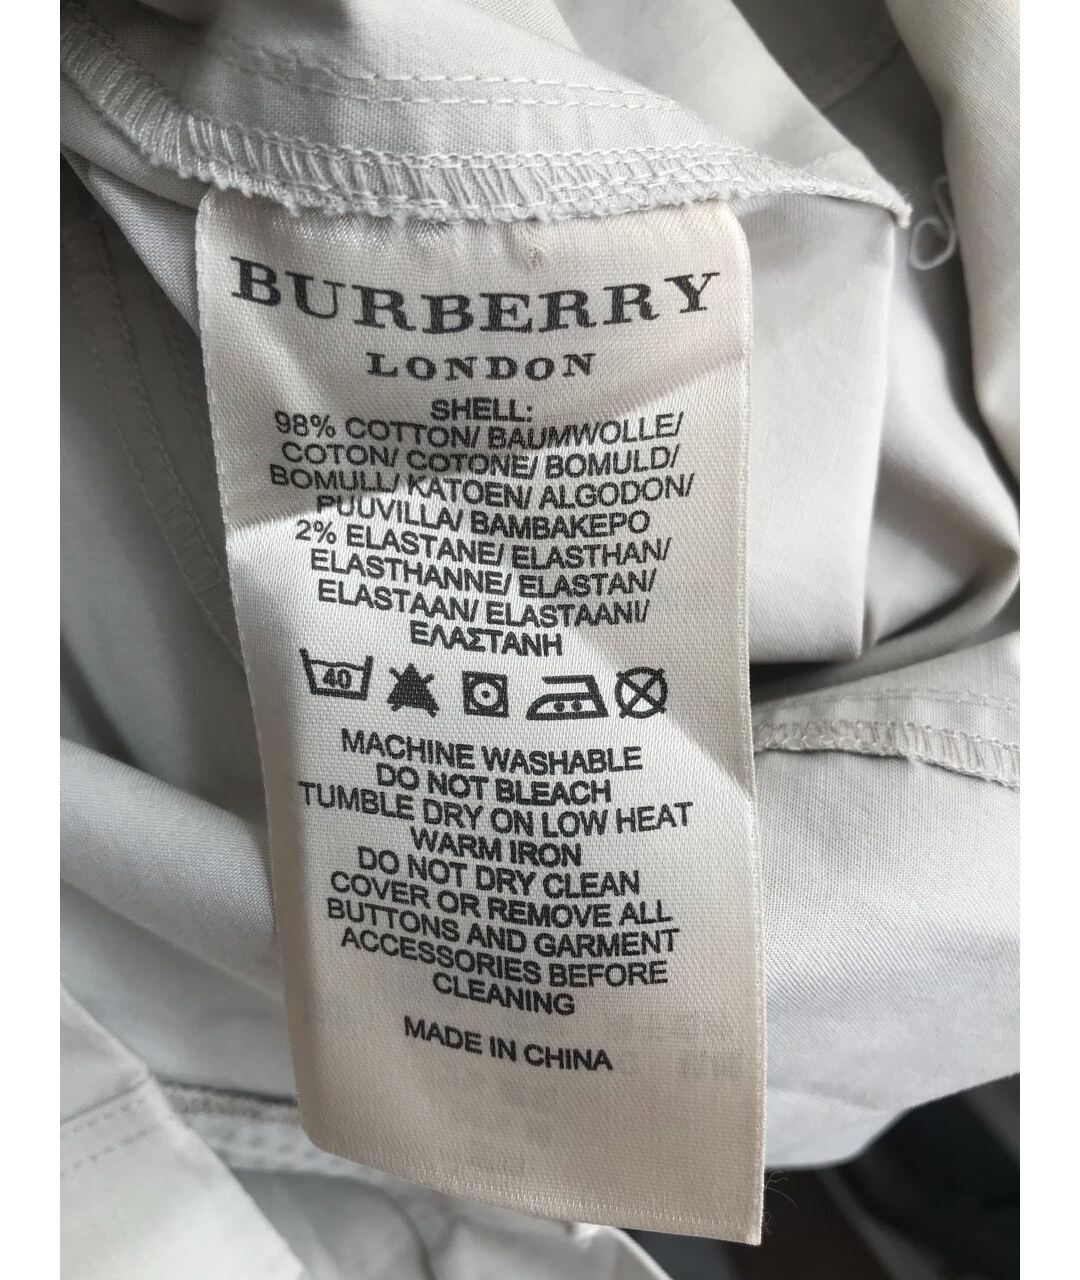 BURBERRY
LONDON
SHELL:
98% COTTON/ BAUMWOLLE/
COTON/ COTONE/ BOMULD/
BOMULL/ KATOEN/ ALGODON/
PUUVILLA/ BAMBAKEPO
2% ELASTANE/ ELASTHAN/
ELASTHANNE/ ELASTAN/
ELASTAAN/ ELASTAANI/
ΕΛΑΣΤΑΝΗ
40
MACHINE WASHABLE
DO NOT BLEACH
TUMBLE DRY ON LOW HEAT
WARM IRON
DO NOT DRY CLEAN
COVER OR REMOVE ALL
BUTTONS AND GARMENT
ACCESSORIES BEFORE
CLEANING
MADE IN CHINA